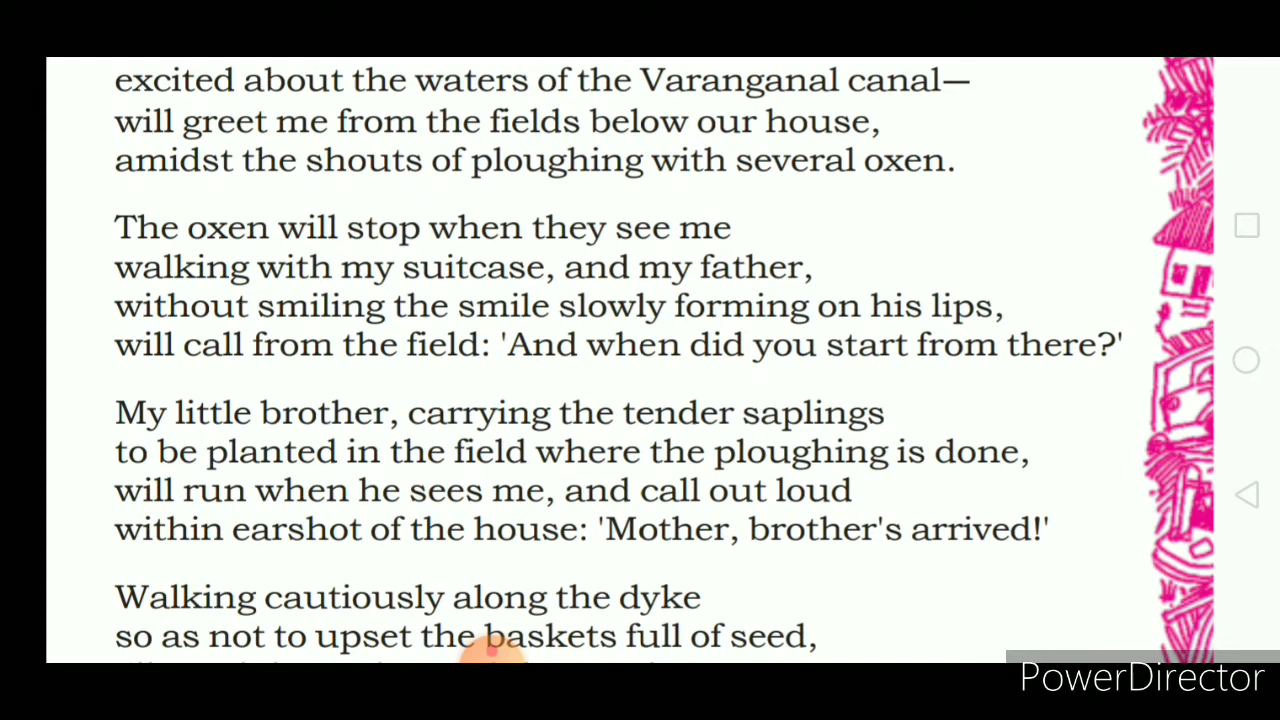 excited about the waters of the Varanganal canal—
will greet me from the fields below our house,
amidst the shouts of ploughing with several oxen.
The oxen will stop when they see me
walking with my suitcase, and my father,
without smiling the smile slowly forming on his lips,
will call from the field: 'And when did you start from there?'
My little brother, carrying the tender saplings
to be planted in the field where the ploughing is done,
will run when he sees me, and call out loud
within earshot of the house: 'Mother, brother's arrived!'
Walking cautiously along the dyke
so as not to upset the baskets full of seed,
PowerDirector